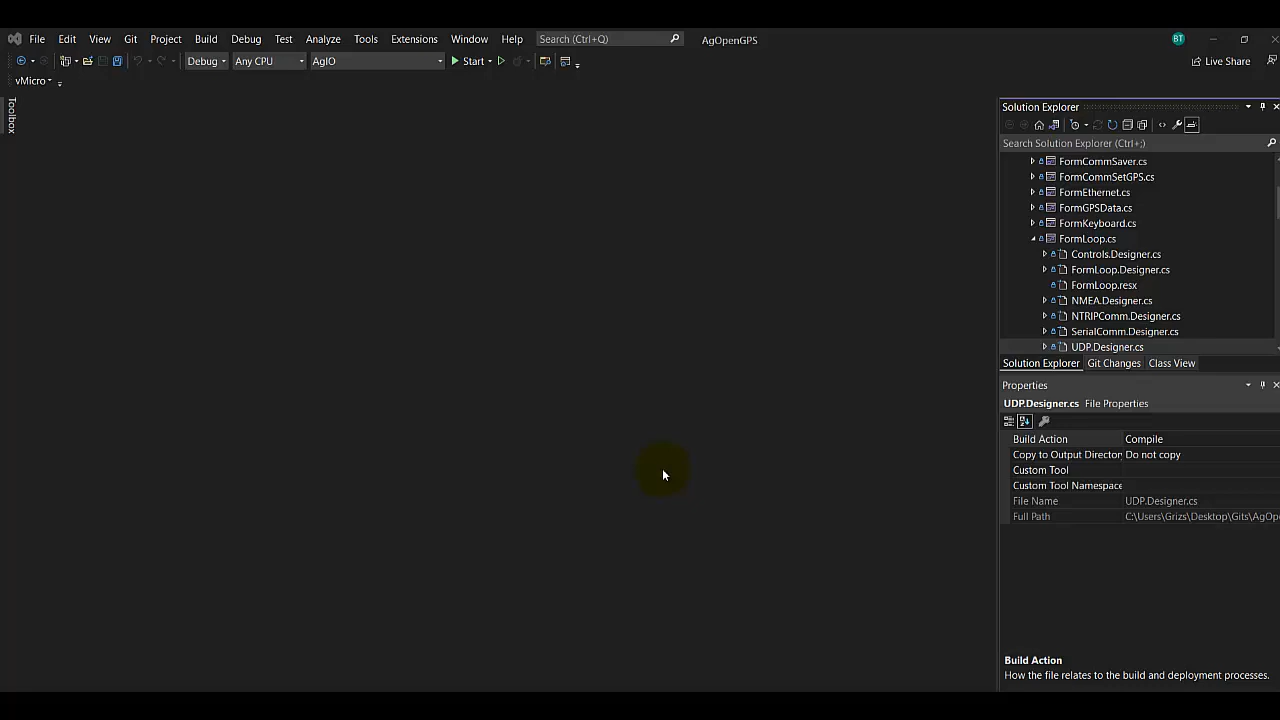 File Edit View Git Project Build Debug Test Analyze Tools Extensions Window Help Search (Ctrl+Q) AgOpenGPS BT
Debug Any CPU AgIO Start Live Share
vMicro
Toolbox
Solution Explorer
Search Solution Explorer (Ctrl+;)
FormCommSaver.cs
FormCommSetGPS.cs
FormEthernet.cs
FormGPSData.cs
FormKeyboard.cs
FormLoop.cs
Controls.Designer.cs
FormLoop.Designer.cs
FormLoop.resx
NMEA.Designer.cs
NTRIPComm.Designer.cs
SerialComm.Designer.cs
UDP.Designer.cs
Solution Explorer Git Changes Class View
Properties
UDP.Designer.cs File Properties
Build Action Compile
Copy to Output Director Do not copy
Custom Tool
Custom Tool Namespace
File Name UDP.Designer.cs
Full Path C:\Users\Grizs\Desktop\Gits\AgOpe
Build Action
How the file relates to the build and deployment processes.